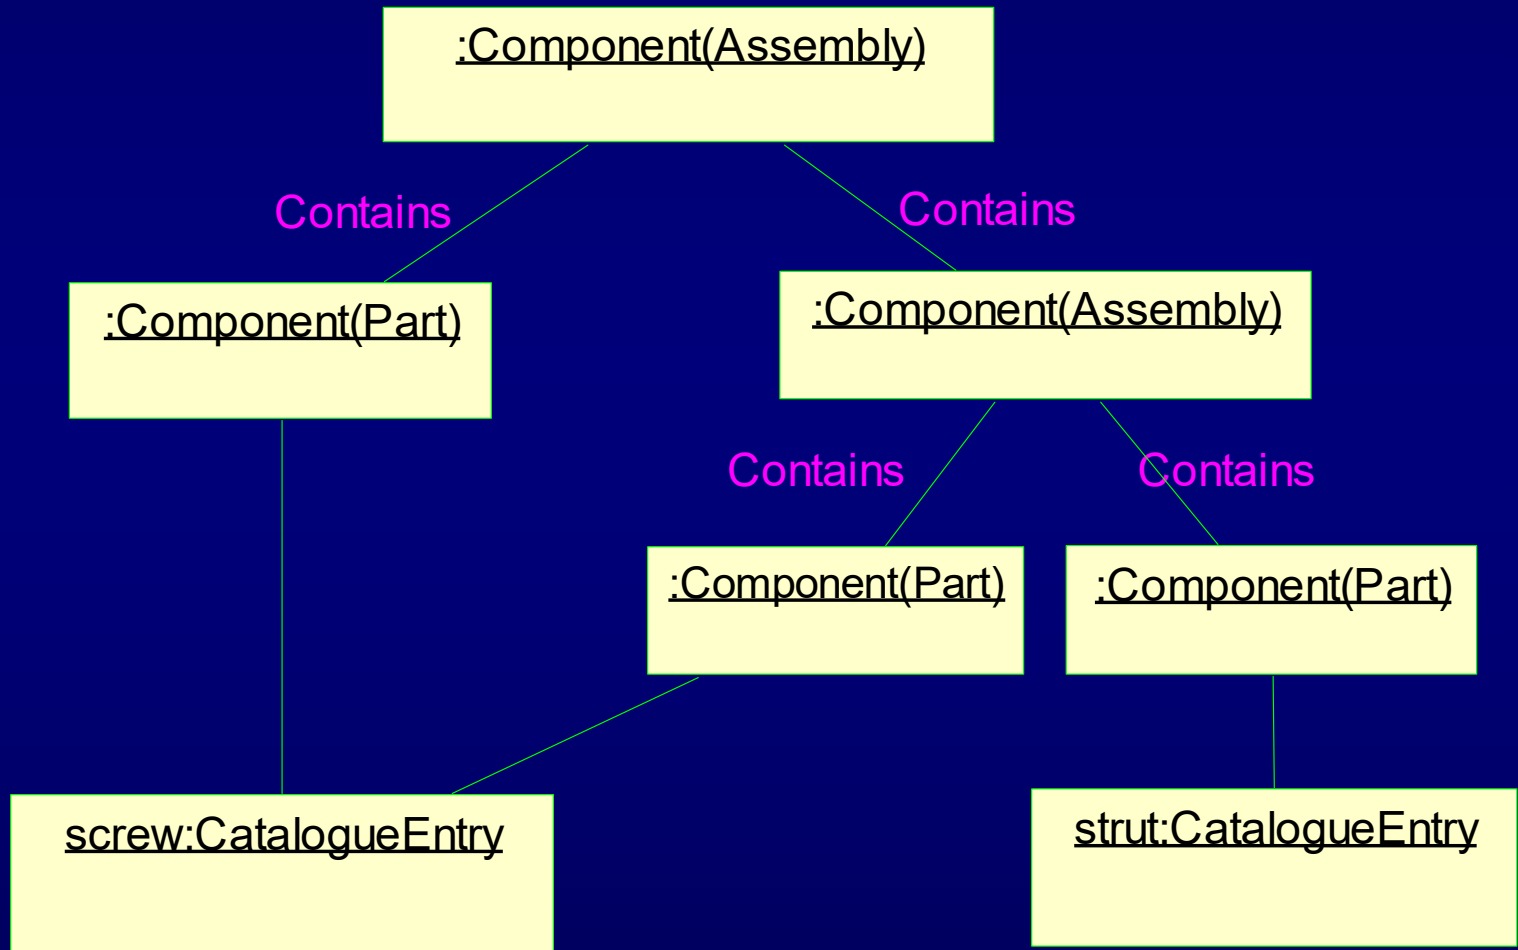 :Component(Assembly)
Contains
Contains
:Component(Part)
:Component(Assembly)
Contains
Contains
:Component(Part)
:Component(Part)
screw:CatalogueEntry
strut:CatalogueEntry